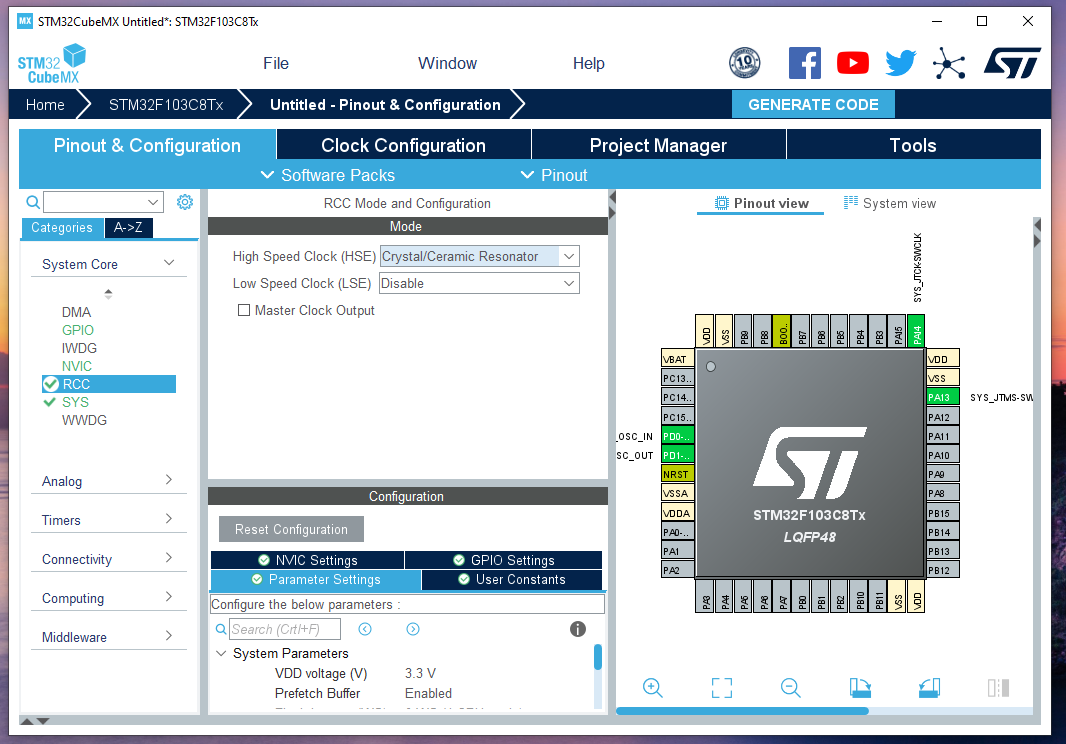 MX STM32CubeMX Untitled*: STM32F103C8Tx
STM32 CubeMX
File Window Help
10
Home STM32F103C8Tx Untitled - Pinout & Configuration GENERATE CODE
Pinout & Configuration Clock Configuration Project Manager Tools
Software Packs Pinout
Categories A->Z
System Core
DMA
GPIO
IWDG
NVIC
RCC
SYS
WWDG
Analog
Timers
Connectivity
Computing
Middleware
RCC Mode and Configuration
Mode
High Speed Clock (HSE) Crystal/Ceramic Resonator
Low Speed Clock (LSE) Disable
Master Clock Output
Configuration
Reset Configuration
NVIC Settings GPIO Settings
Parameter Settings User Constants
Configure the below parameters :
Search (Crtl+F)
System Parameters
VDD voltage (V) 3.3 V
Prefetch Buffer Enabled
Pinout view System view
SYS_JTCK-SWCLK
VDD VSS PB9 PB8 BOO.. PB7 PB6 PB5 PB4 PB3 PA15 PA14
VBAT
PC13..
PC14..
PC15..
_OSC_IN PD0-..
SC_OUT PD1-..
NRST
VSSA
VDDA
PA0-..
PA1
PA2
ST
STM32F103C8Tx
LQFP48
VDD
VSS
PA13 SYS_JTMS-SW
PA12
PA11
PA10
PA9
PA8
PB15
PB14
PB13
PB12
PA3 PA4 PA5 PA6 PA7 PB0 PB1 PB2 PB10 PB11 VSS VDD